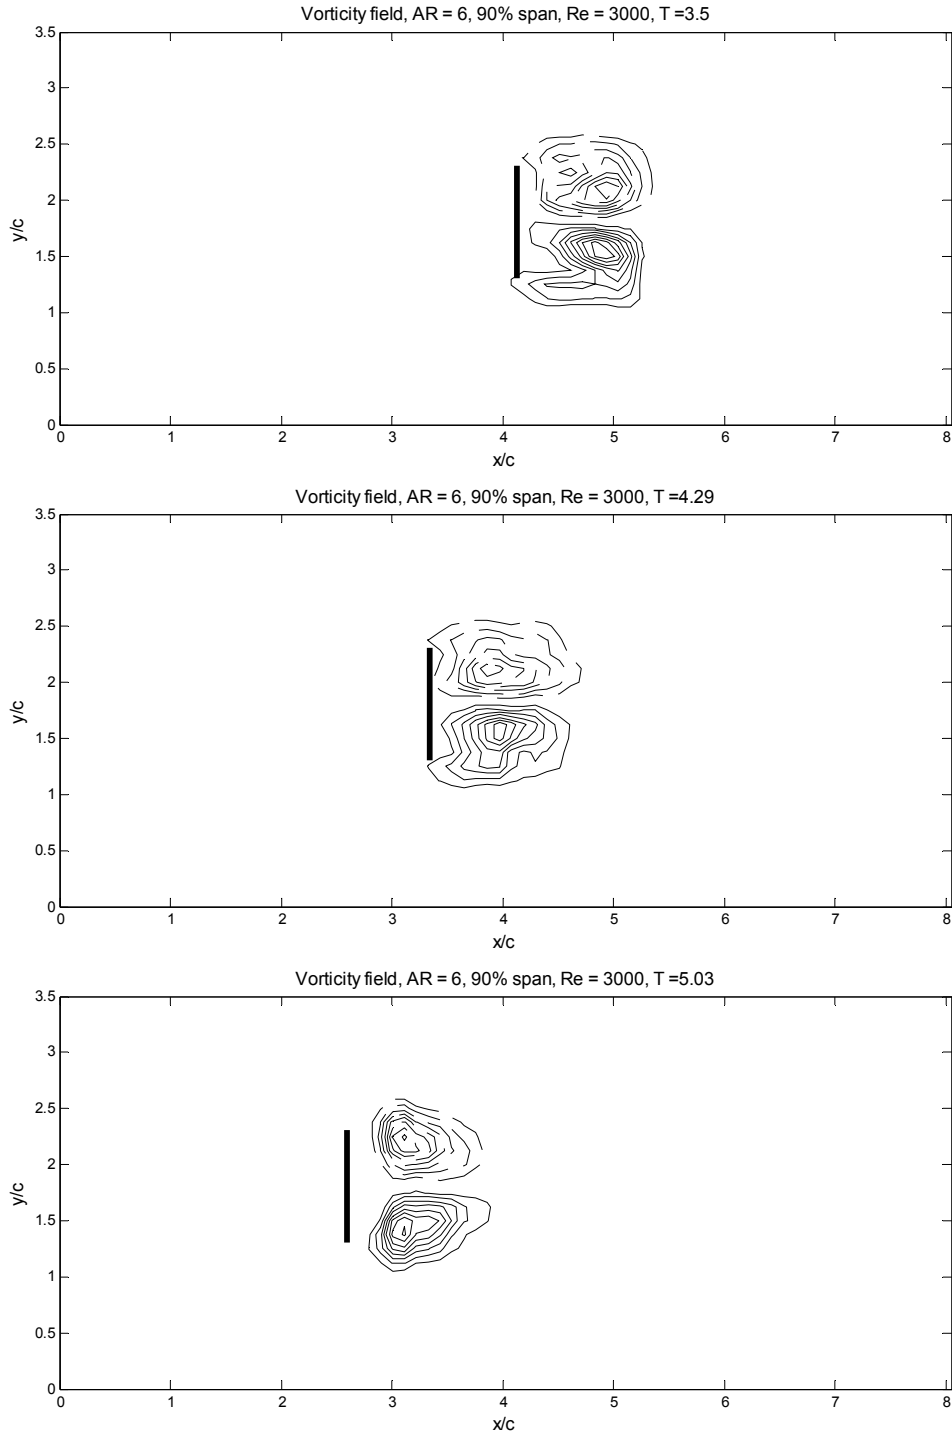 Vorticity field, AR = 6, 90% span, Re = 3000, T =3.5
3.5
3
2.5
2
1.5
1
0.5
0
y/c
0 1 2 3 4 5 6 7 8
x/c
Vorticity field, AR = 6, 90% span, Re = 3000, T =4.29
3.5
3
2.5
2
1.5
1
0.5
0
y/c
0 1 2 3 4 5 6 7 8
x/c
Vorticity field, AR = 6, 90% span, Re = 3000, T =5.03
3.5
3
2.5
2
1.5
1
0.5
0
y/c
0 1 2 3 4 5 6 7 8
x/c